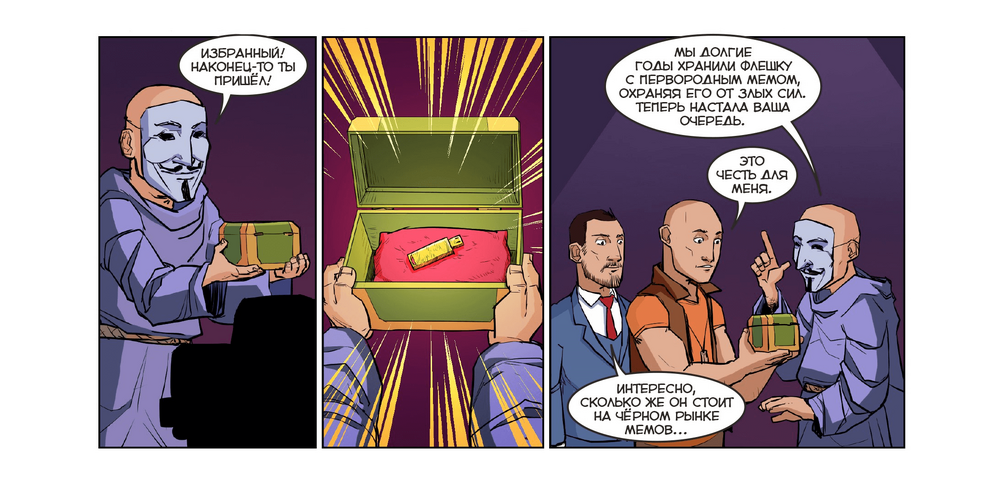 ИЗБРАННЫЙ!
НАКОНЕЦ-ТО ТЫ
ПРИШЁЛ!
МЫ ДОЛГИЕ
ГОДЫ ХРАНИЛИ ФЛЕШКУ
С ПЕРВОРОДНЫМ МЕМОМ,
ОХРАНЯЯ ЕГО ОТ ЗЛЫХ СИЛ.
ТЕПЕРЬ НАСТАЛА ВАША
ОЧЕРЕДЬ.
ЭТО
ЧЕСТЬ ДЛЯ
МЕНЯ.
ИНТЕРЕСНО,
СКОЛЬКО ЖЕ ОН СТОИТ
НА ЧЁРНОМ РЫНКЕ
МЕМОВ...